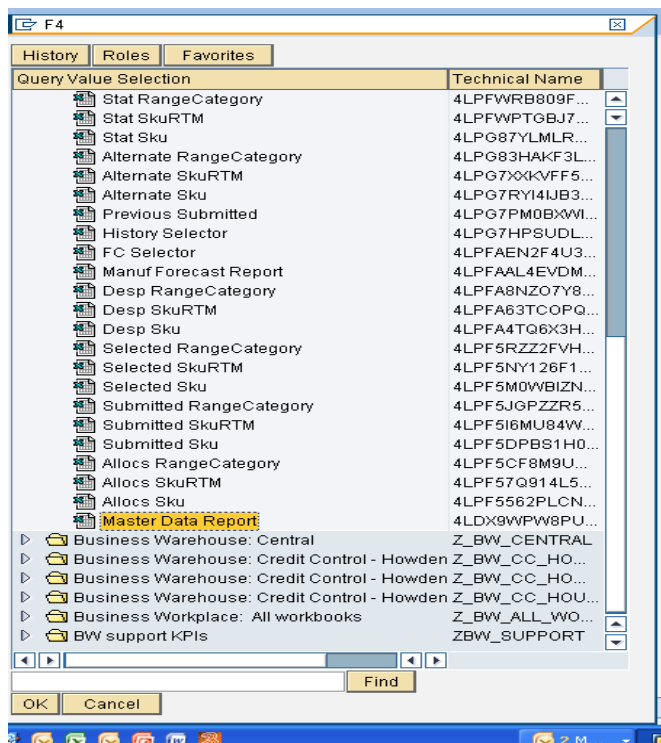 F4
History Roles Favorites
Query Value Selection Technical Name
Stat RangeCategory 4LPFWRB809F...
Stat SkuRTM 4LPFWPTGBJ7...
Stat Sku 4LPG87YLMLR...
Alternate RangeCategory 4LPG83HAKF3L...
Alternate SkuRTM 4LPG7XXKVFF5...
Alternate Sku 4LPG7RYI4IJB3...
Previous Submitted 4LPG7PM0BXWI...
History Selector 4LPG7HPSUDL...
FC Selector 4LPFAEN2F4U3...
Manuf Forecast Report 4LPFAAL4EVDM...
Desp RangeCategory 4LPFA8NZO7Y8...
Desp SkuRTM 4LPFA63TCOPQ...
Desp Sku 4LPFA4TQ6X3H...
Selected RangeCategory 4LPF5RZZ2FVH...
Selected SkuRTM 4LPF5NY126F1...
Selected Sku 4LPF5M0WBIZN...
Submitted RangeCategory 4LPF5JGPZZR5...
Submitted SkuRTM 4LPF5I6MU84W...
Submitted Sku 4LPF5DPBS1H0...
Allocs RangeCategory 4LPF5CF8M9U...
Allocs SkuRTM 4LPF57Q914L5...
Allocs Sku 4LPF5562PLCN...
Master Data Report 4LDX9WPW8PU...
Business Warehouse: Central Z_BW_CENTRAL
Business Warehouse: Credit Control - Howden Z_BW_CC_HO...
Business Warehouse: Credit Control - Howden Z_BW_CC_HO...
Business Warehouse: Credit Control - Howden Z_BW_CC_HOU...
Business Workplace: All workbooks Z_BW_ALL_WO...
BW support KPIs ZBW_SUPPORT
Find
OK Cancel
2 M